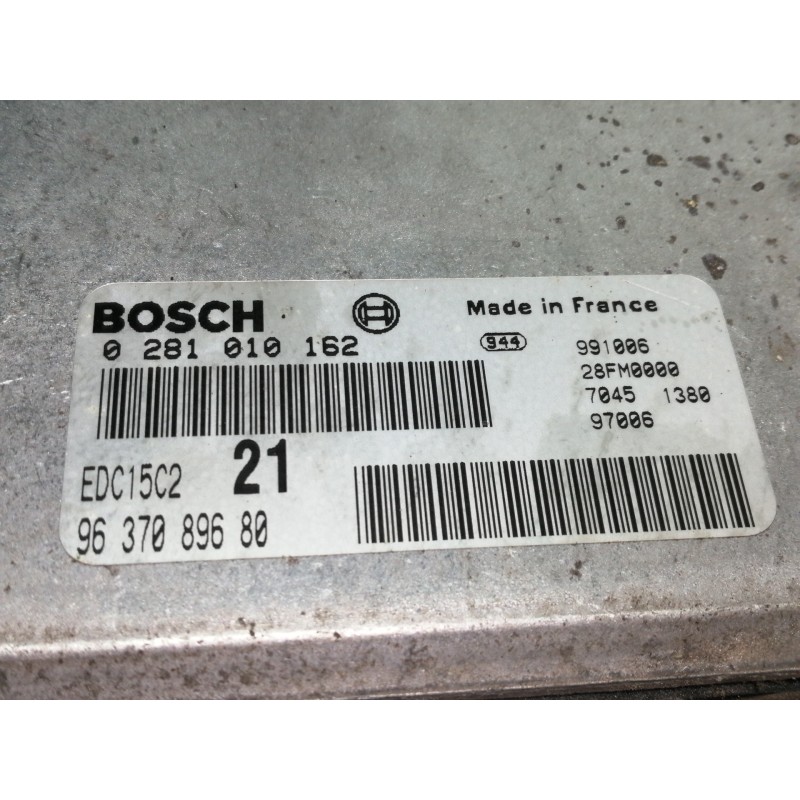 BOSCH
0 281 010 162
EDC15C2 21
96 370 896 80
Made in France
944 991006
28FM0000
7045 1380
97006